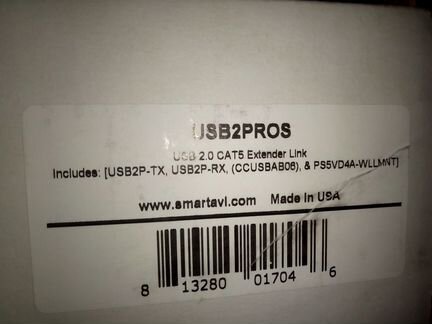 USB2PROS
USB 2.0 CAT5 Extender Link
Includes: [USB2P-TX, USB2P-RX, (CCUSBAB06), & PS5VD4A-WLLMNT]
www.smartavi.com Made in USA
8 13280 01704 6